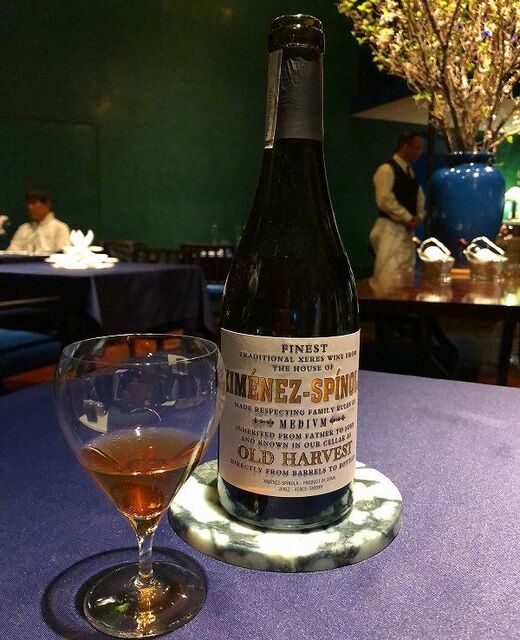 FINEST
TRADITIONAL XERES WINE FROM
THE HOUSE OF
XIMÉNEZ-SPÍNOLA
MADE RESPECTING FAMILY RULES
MEDIVM
INHERITED FROM FATHER TO SONS
AND KNOWN IN OUR CELLAR AS
OLD HARVEST
DIRECTLY FROM BARRELS TO BOTTLE
XIMÉNEZ-SPÍNOLA - PRODUCT OF SPAIN
JEREZ - XERES - SHERRY